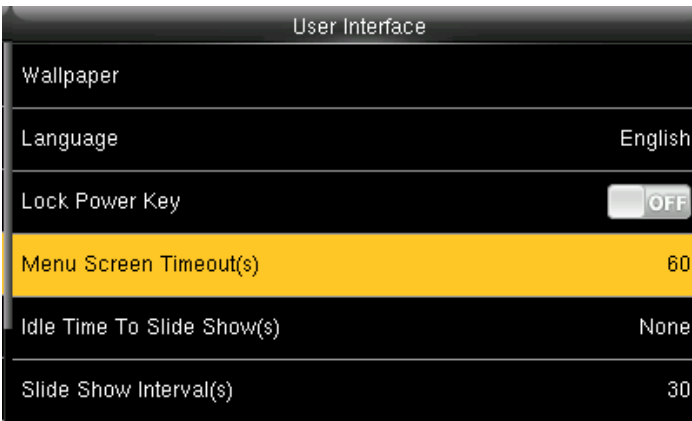 User Interface
Wallpaper
Language English
Lock Power Key OFF
Menu Screen Timeout(s) 60
Idle Time To Slide Show(s) None
Slide Show Interval(s) 30